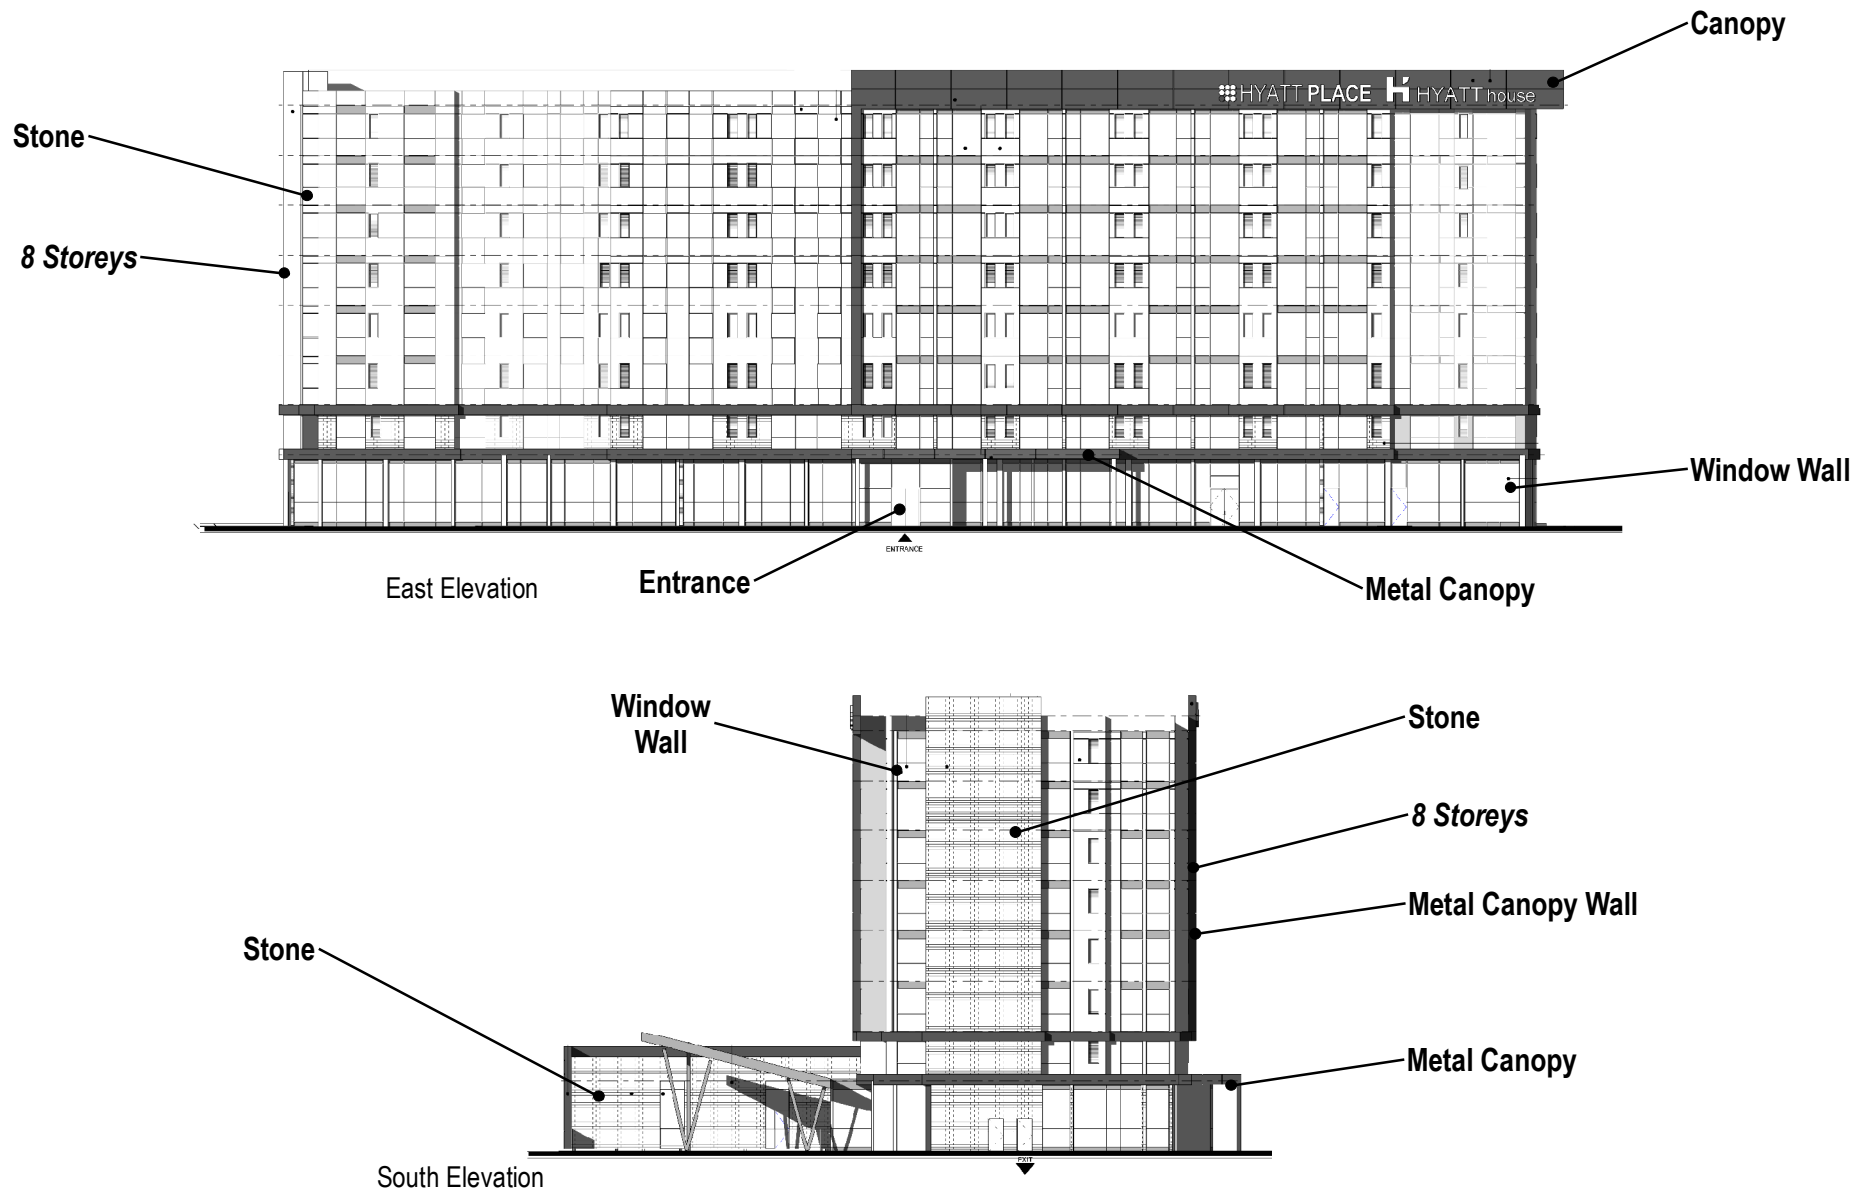 Canopy
HYATT PLACE HYATT house
Stone
8 Storeys
Window Wall
ENTRANCE
East Elevation
Entrance
Metal Canopy
Window
Wall
Stone
8 Storeys
Metal Canopy Wall
Stone
Metal Canopy
EXIT
South Elevation